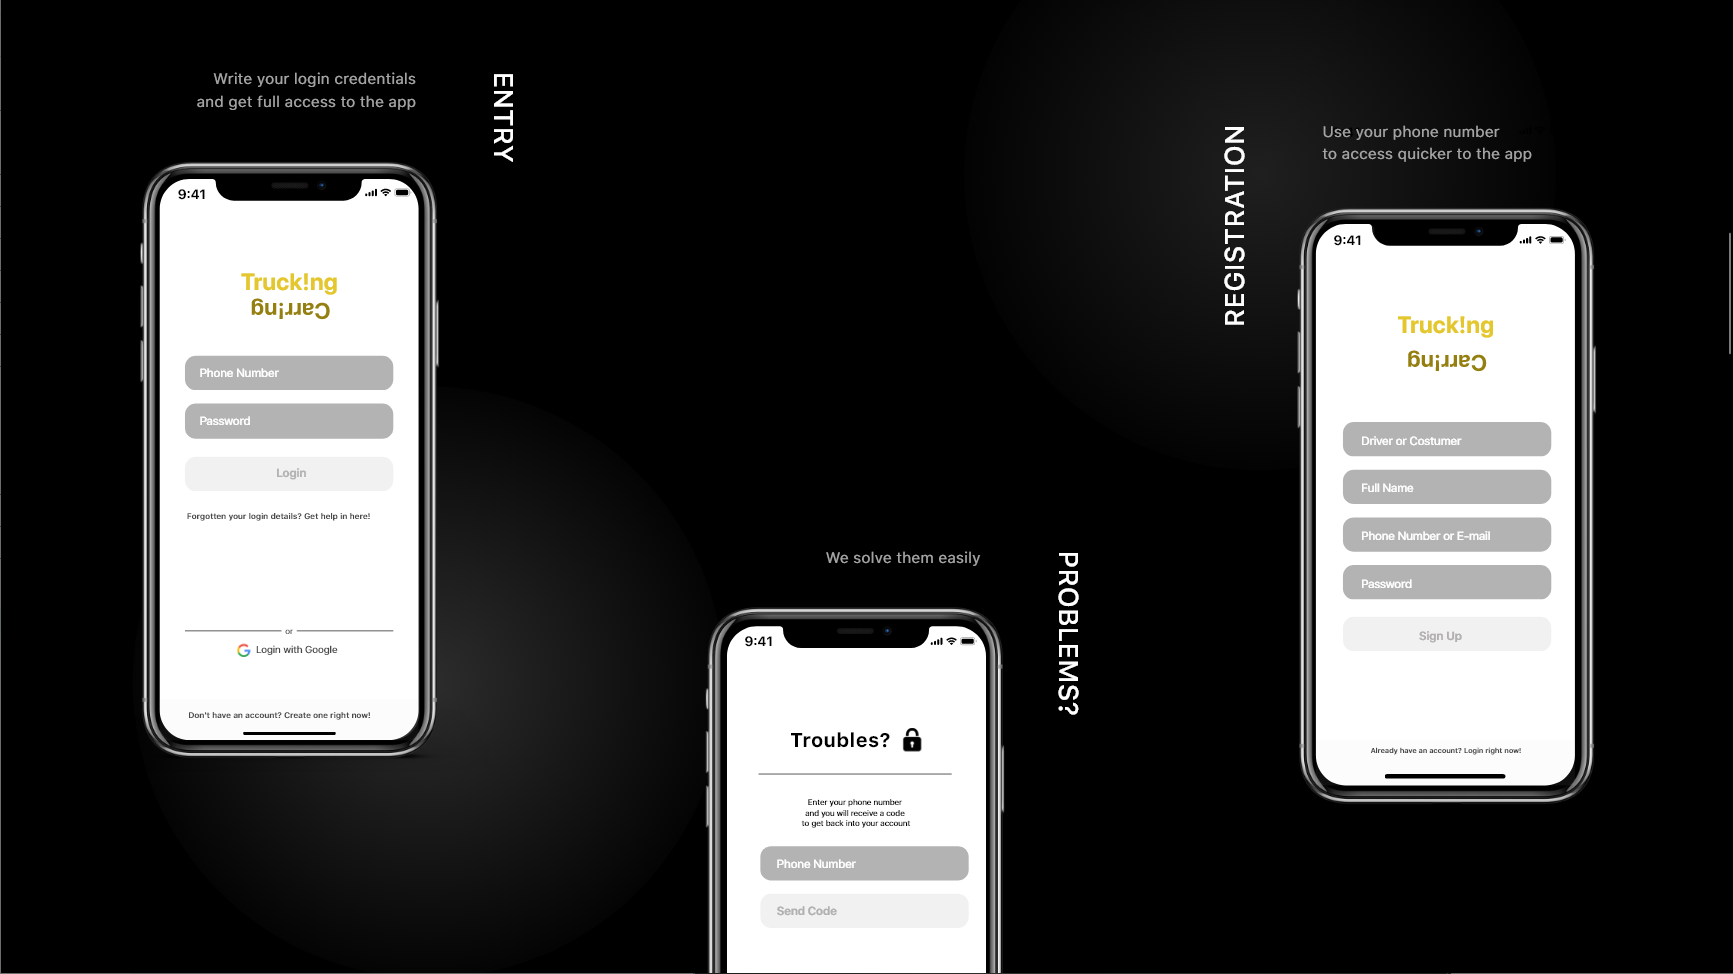 Write your login credentials
and get full access to the app
ENTRY
9:41
Truck!ng
Carr!ng
Phone Number
Password
Login
Forgotten your login details? Get help in here!
or
Login with Google
Don't have an account? Create one right now!
We solve them easily
PROBLEMS?
9:41
Troubles?
Enter your phone number
and you will receive a code
to get back into your account
Phone Number
Send Code
REGISTRATION
Use your phone number
to access quicker to the app
9:41
Truck!ng
Carr!ng
Driver or Costumer
Full Name
Phone Number or E-mail
Password
Sign Up
Already have an account? Login right now!